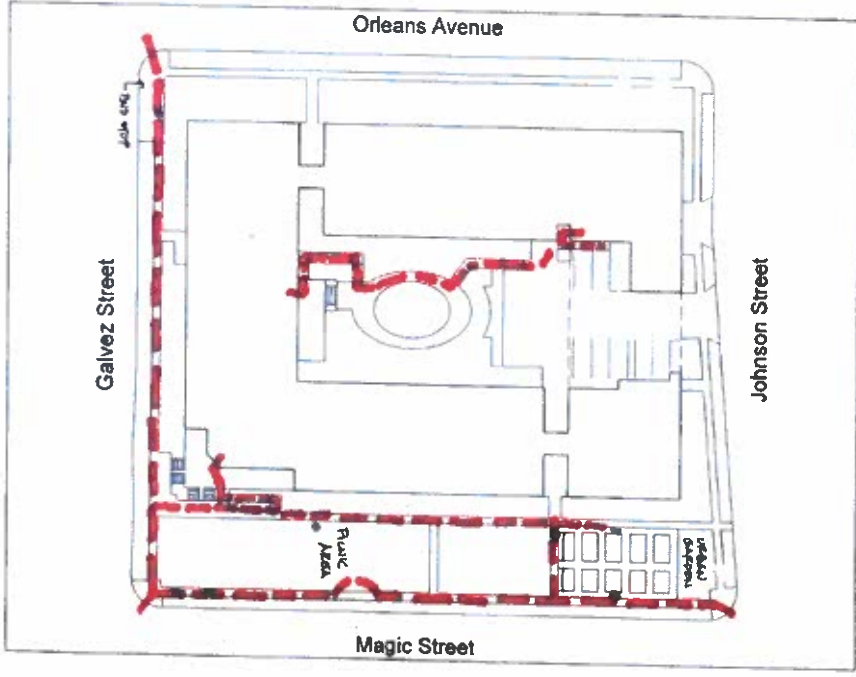 Orleans Avenue
Galvez Street
Johnson Street
PICNIC
AREA
URBAN
GARDEN
Magic Street